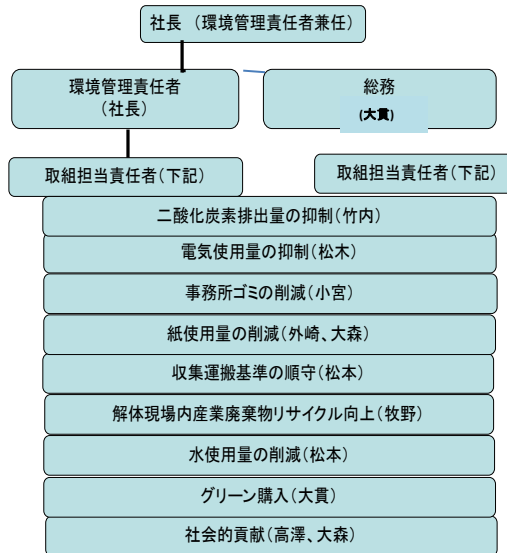 社長 (環境管理責任者兼任)
環境管理責任者
(社長)
総務
(大貫)
取組担当責任者(下記)
取組担当責任者(下記)
二酸化炭素排出量の抑制(竹内)
電気使用量の抑制(松木)
事務所ゴミの削減(小宮)
紙使用量の削減(外崎、大森)
収集運搬基準の順守(松本)
解体現場内産業廃棄物リサイクル向上(牧野)
水使用量の削減(松本)
グリーン購入(大貫)
社会的貢献(高澤、大森)